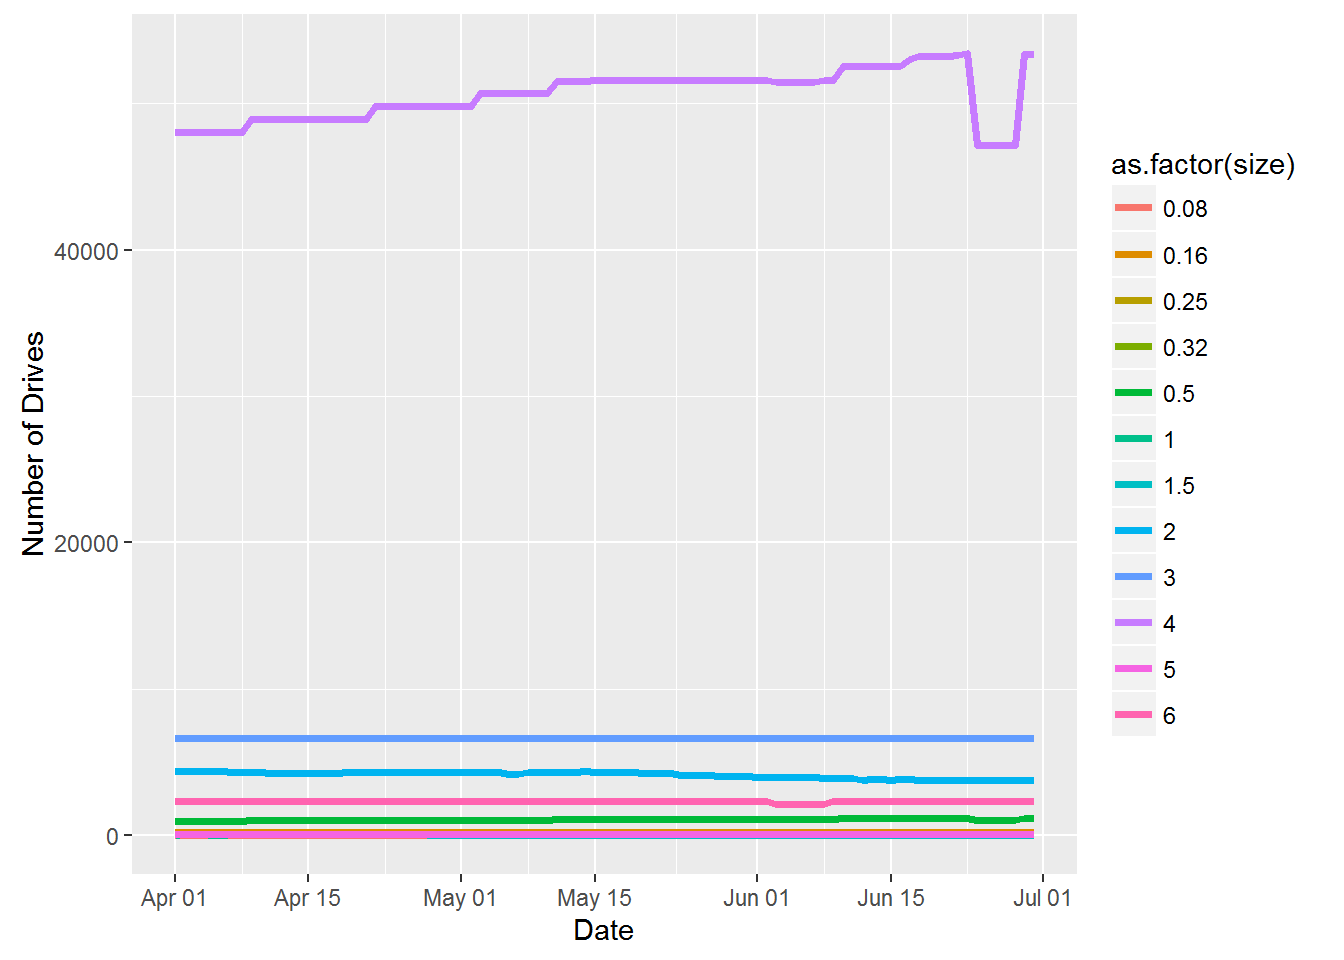 Number of Drives
40000
20000
0
Apr 01
Apr 15
May 01
May 15
Jun 01
Jun 15
Jul 01
Date
as.factor(size)
0.08
0.16
0.25
0.32
0.5
1
1.5
2
3
4
5
6